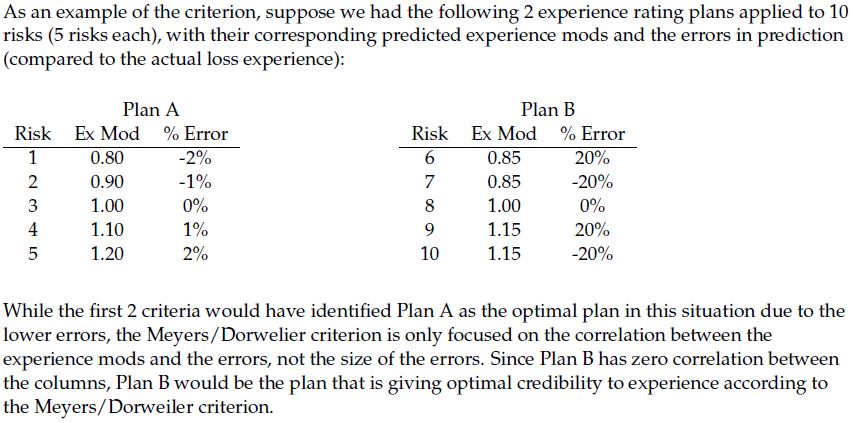 As an example of the criterion, suppose we had the following 2 experience rating plans applied to 10
risks (5 risks each), with their corresponding predicted experience mods and the errors in prediction
(compared to the actual loss experience):
Plan A Plan B
Risk Ex Mod % Error Risk Ex Mod % Error
1 0.80 -2% 6 0.85 20%
2 0.90 -1% 7 0.85 -20%
3 1.00 0% 8 1.00 0%
4 1.10 1% 9 1.15 20%
5 1.20 2% 10 1.15 -20%
While the first 2 criteria would have identified Plan A as the optimal plan in this situation due to the
lower errors, the Meyers/Dorwelier criterion is only focused on the correlation between the
experience mods and the errors, not the size of the errors. Since Plan B has zero correlation between
the columns, Plan B would be the plan that is giving optimal credibility to experience according to
the Meyers/Dorweiler criterion.